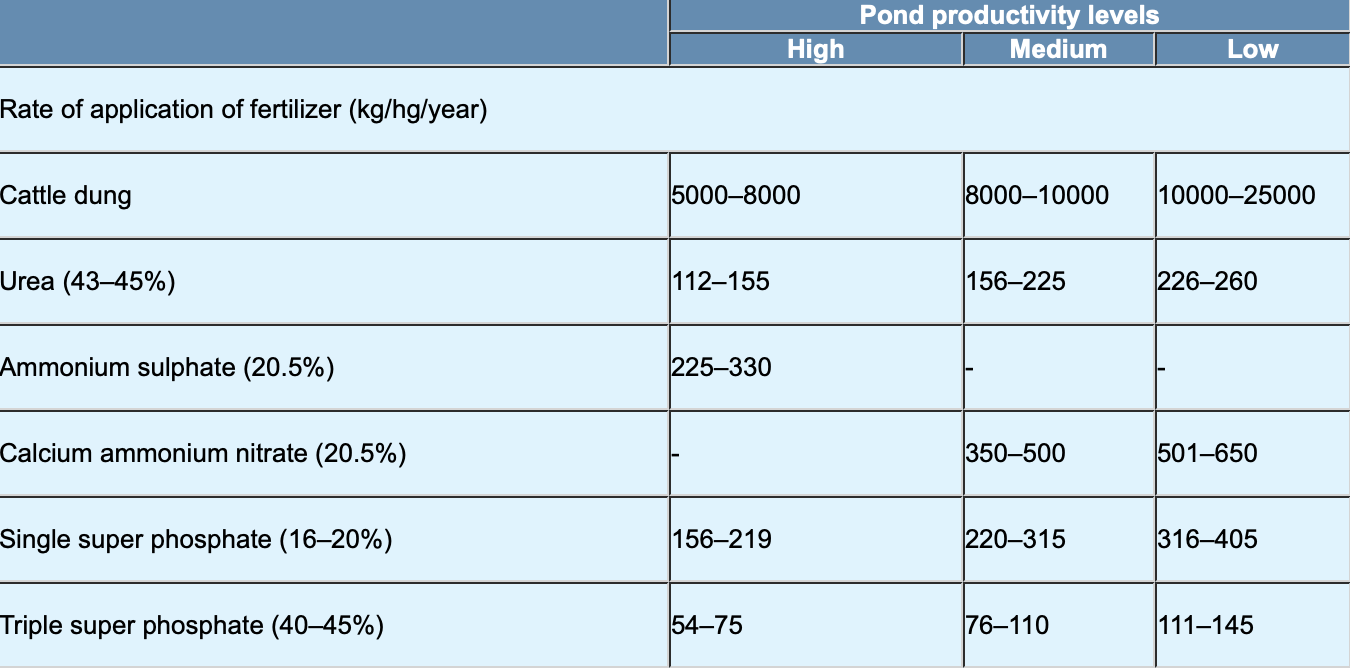 Pond productivity levels
High Medium Low
Rate of application of fertilizer (kg/hg/year)
Cattle dung 5000–8000 8000–10000 10000–25000
Urea (43–45%) 112–155 156–225 226–260
Ammonium sulphate (20.5%) 225–330 - -
Calcium ammonium nitrate (20.5%) - 350–500 501–650
Single super phosphate (16–20%) 156–219 220–315 316–405
Triple super phosphate (40–45%) 54–75 76–110 111–145